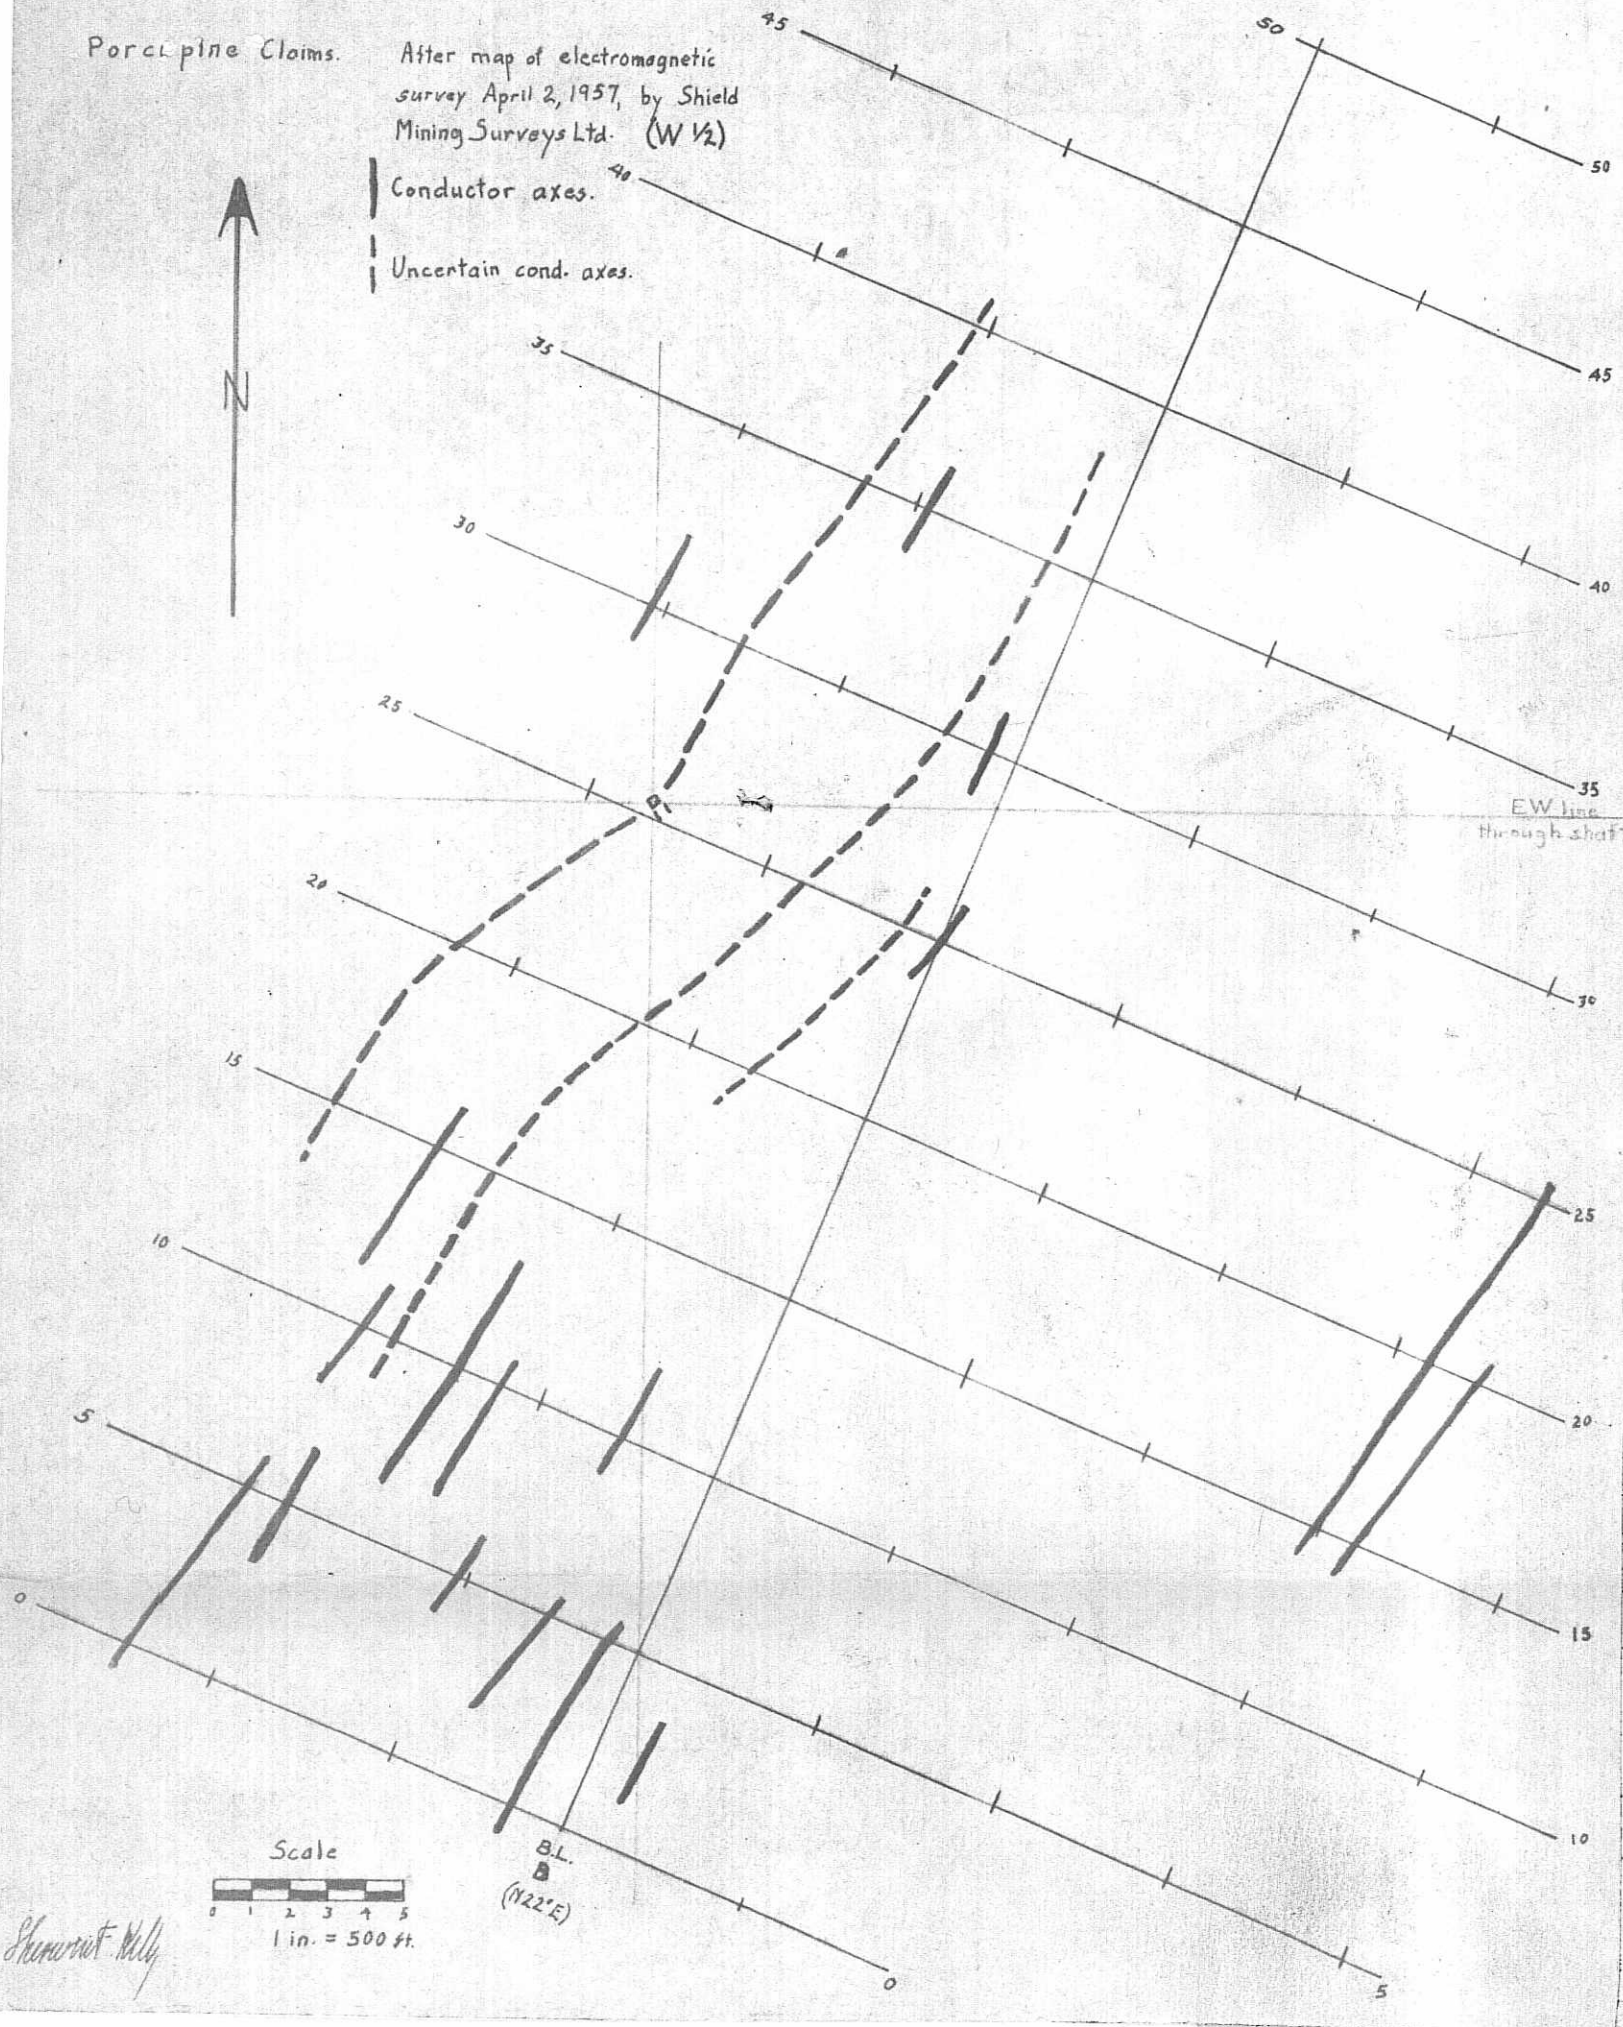 Porcupine Claims.
After map of electromagnetic
survey April 2, 1957, by Shield
Mining Surveys Ltd. (W 1/2)
Conductor axes.
Uncertain cond. axes.
N
45
50
50
40
45
35
40
30
35
EW line
through shaft
25
30
20
25
15
20
10
15
5
10
0
B.L.
B
(N22°E)
0
5
Scale
0 1 2 3 4 5
1 in. = 500 ft.